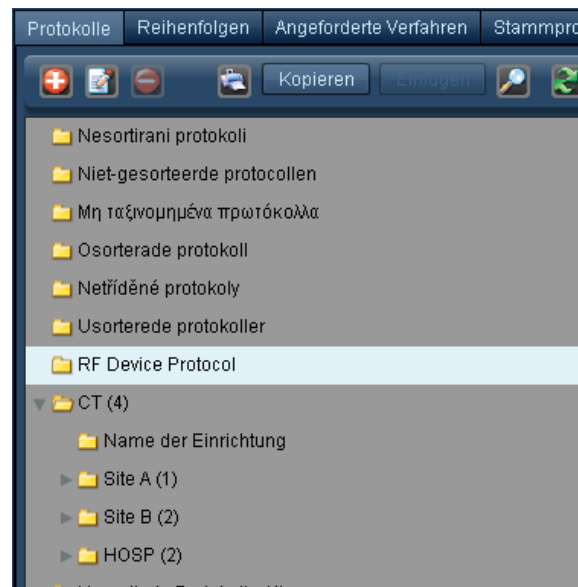 Protokolle Reihenfolgen Angeforderte Verfahren Stammpro
Kopieren Einfügen
Nesortirani protokoli
Niet-gesorteerde protocollen
Μη ταξινομημένα πρωτόκολλα
Osorterade protokoll
Netříděné protokoly
Usorterede protokoller
RF Device Protocol
CT (4)
Name der Einrichtung
Site A (1)
Site B (2)
HOSP (2)